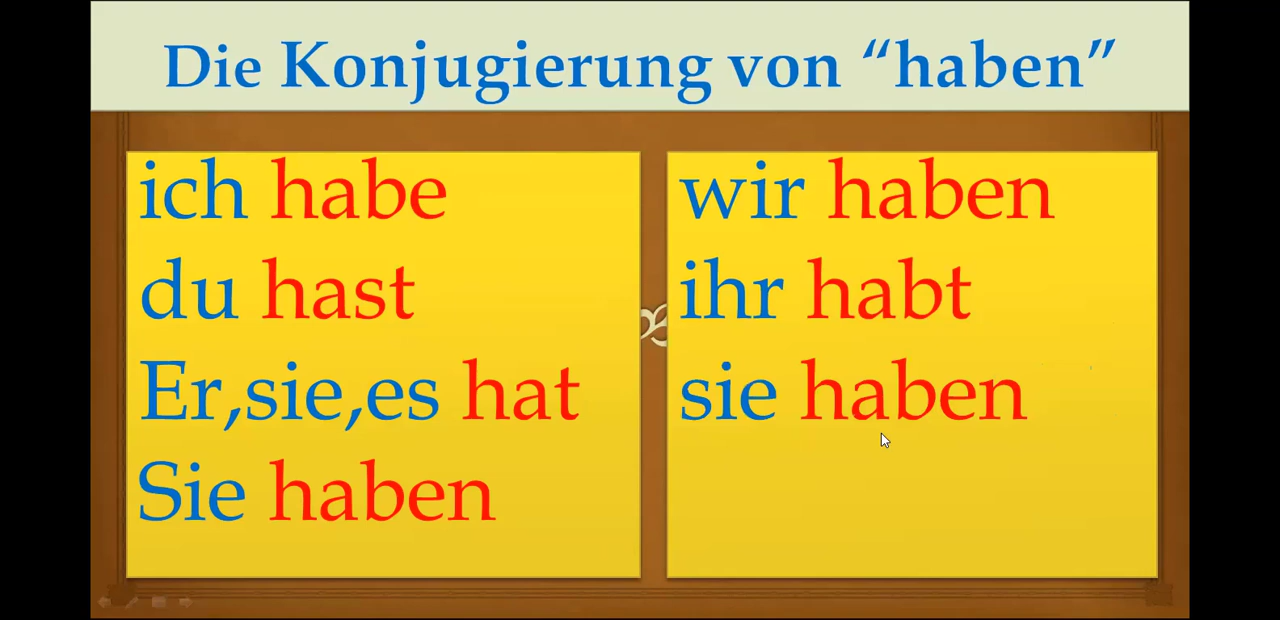 Die Konjugierung von “haben”
ich habe
du hast
Er,sie,es hat
Sie haben
wir haben
ihr habt
sie haben